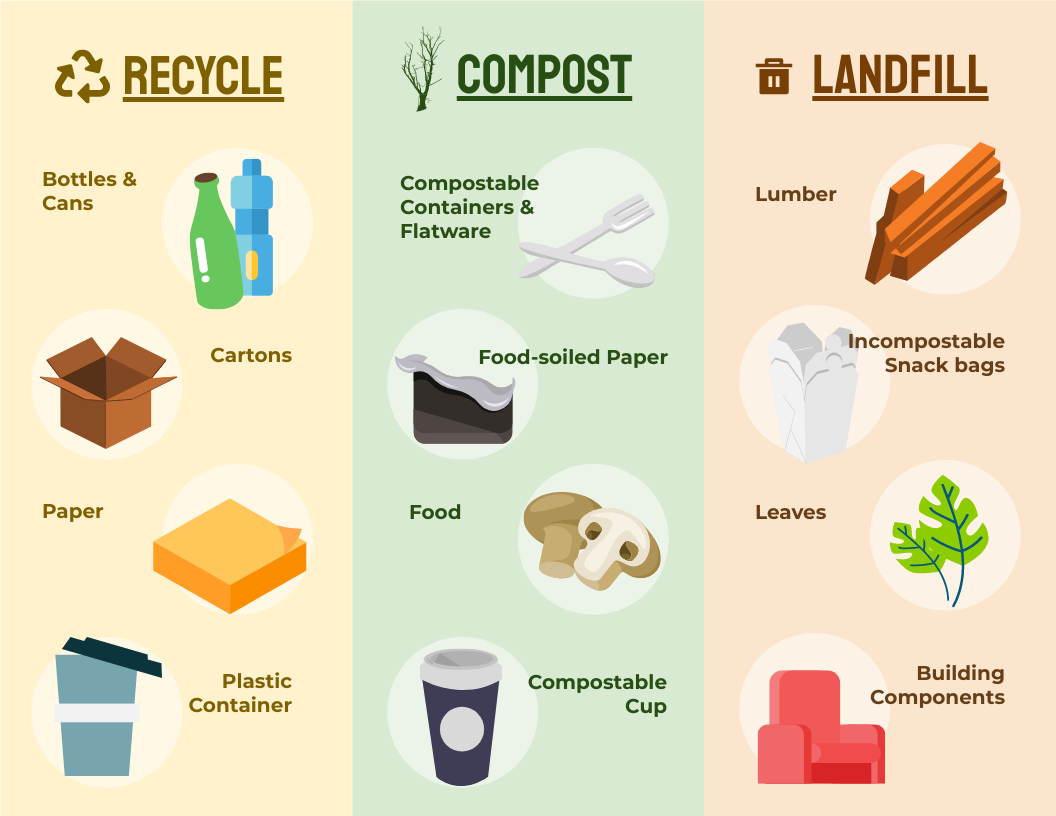 RECYCLE
Bottles &
Cans
Cartons
Paper
Plastic
Container
COMPOST
Compostable
Containers &
Flatware
Food-soiled Paper
Food
Compostable
Cup
LANDFILL
Lumber
Incompostable
Snack bags
Leaves
Building
Components